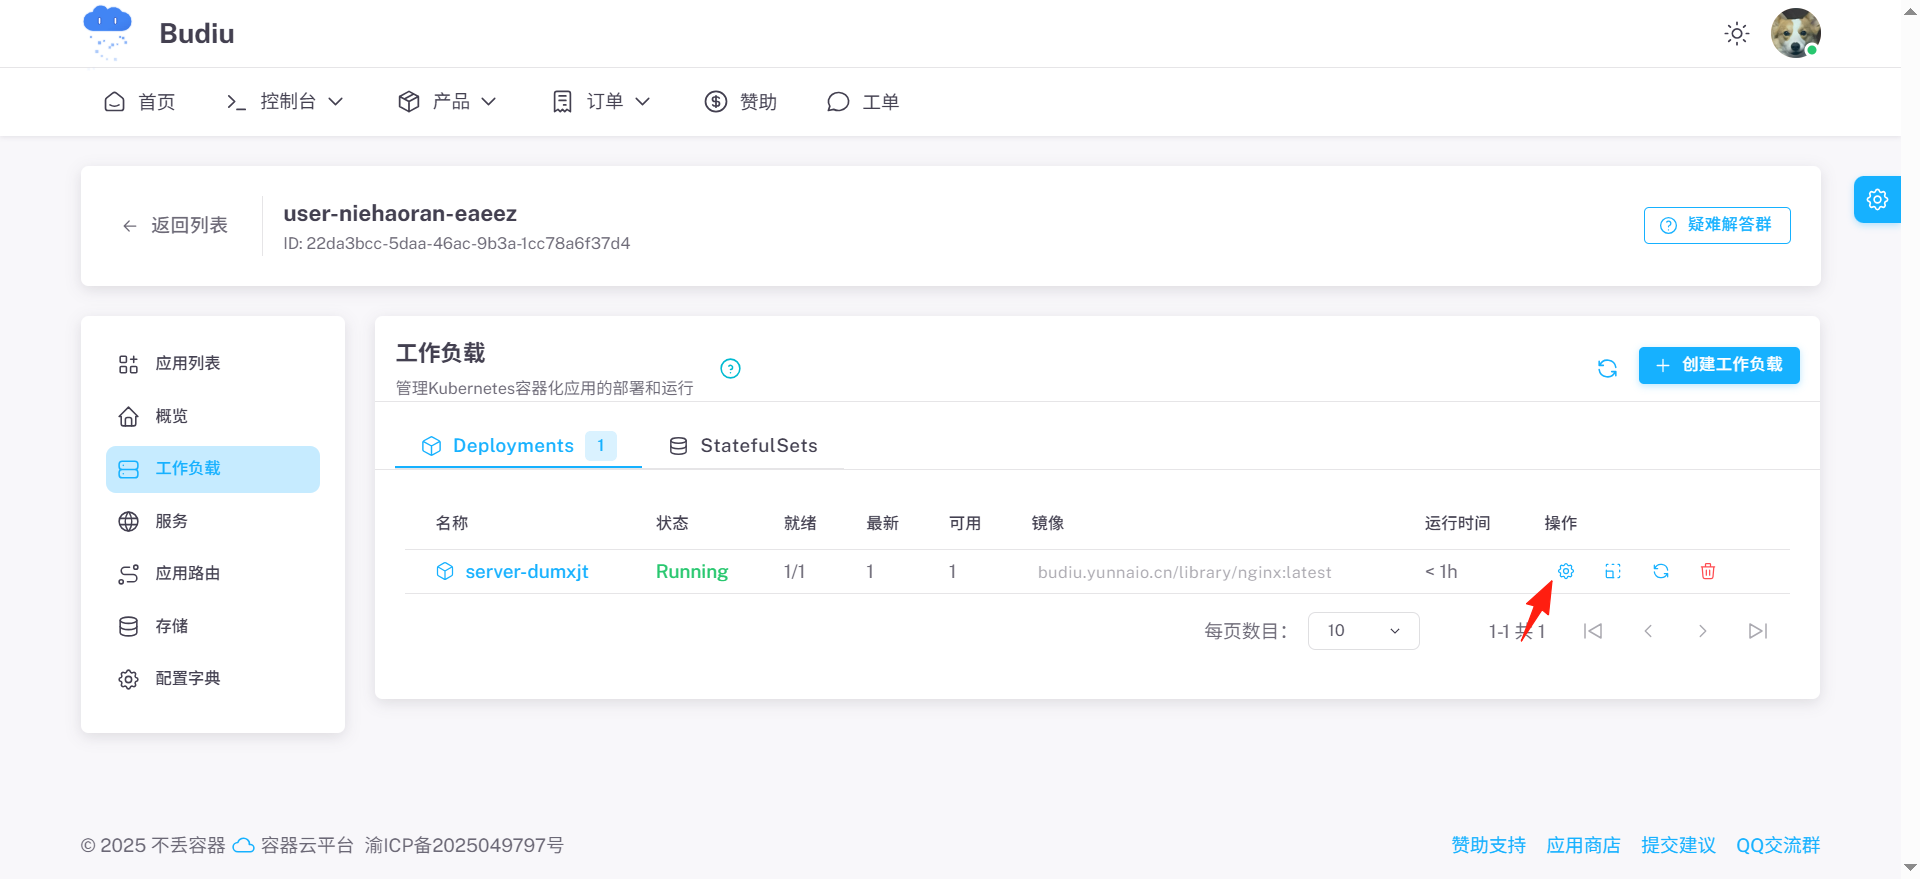 Budiu
首页
控制台
产品
订单
赞助
工单
返回列表
user-niehaoran-eaeez
ID: 22da3bcc-5daa-46ac-9b3a-1cc78a6f37d4
疑难解答群
应用列表
概览
工作负载
服务
应用路由
存储
配置字典
工作负载
管理Kubernetes容器化应用的部署和运行
创建工作负载
Deployments 1
StatefulSets
名称 状态 就绪 最新 可用 镜像 运行时间 操作
server-dumxjt Running 1/1 1 1 budiu.yunnaio.cn/library/nginx:latest < 1h
每页数目： 10 1-1 共 1
© 2025 不丢容器 容器云平台 渝ICP备2025049797号
赞助支持 应用商店 提交建议 QQ交流群